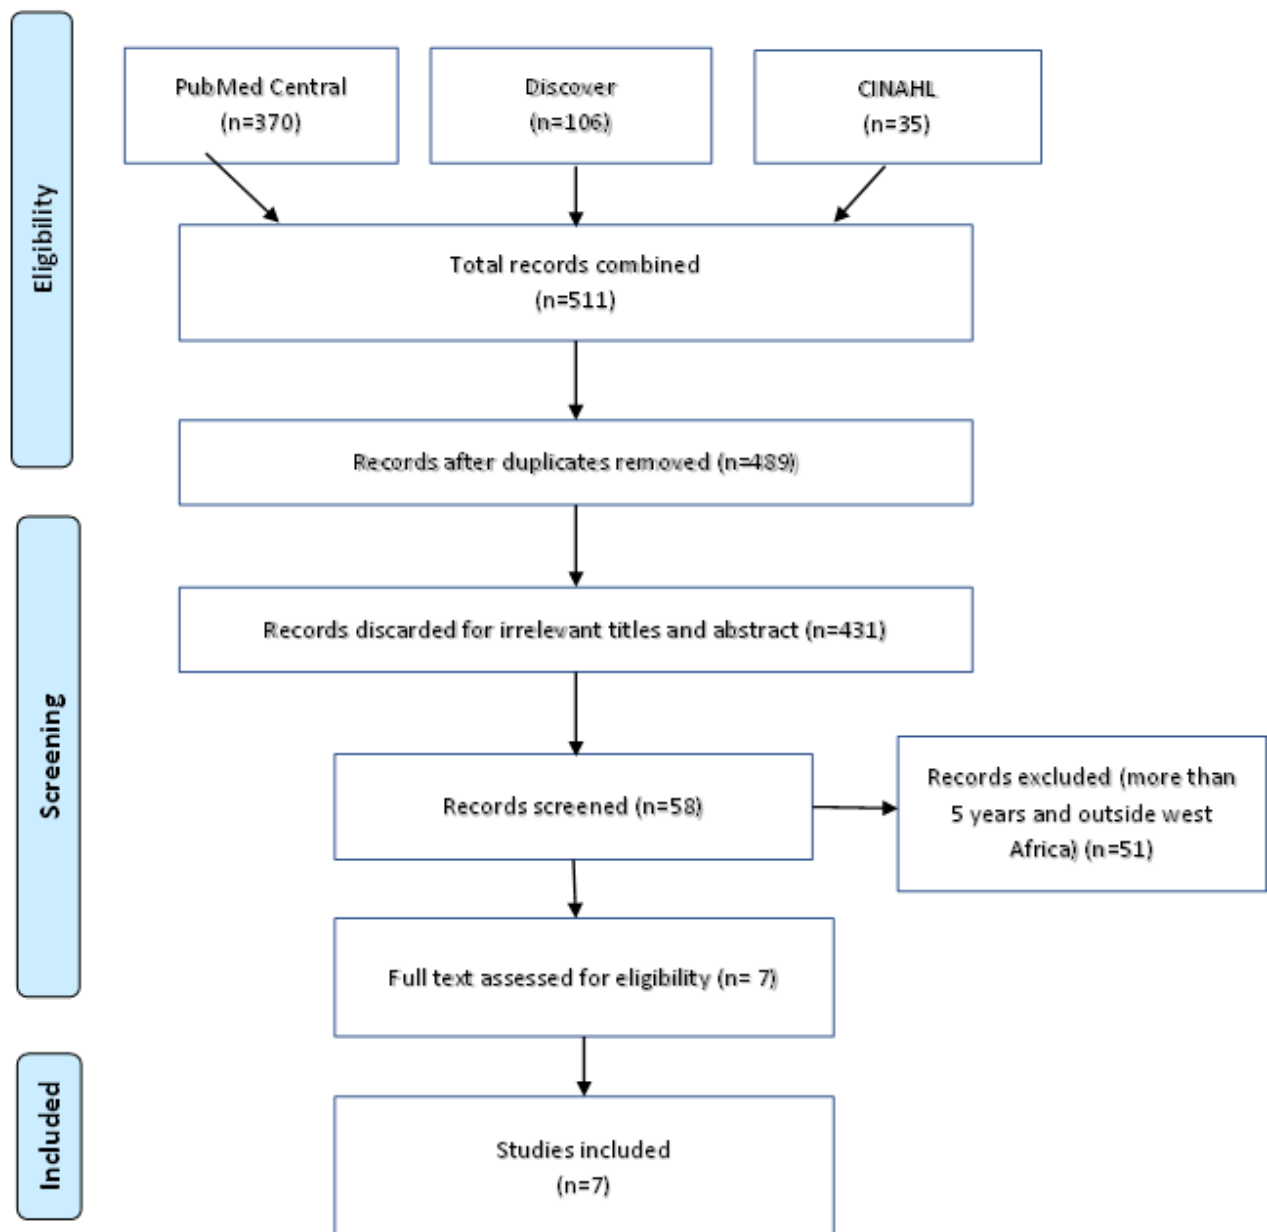 Eligibility
PubMed Central
(n=370)
Discover
(n=106)
CINAHL
(n=35)
Total records combined
(n=511)
Records after duplicates removed (n=489)
Screening
Records discarded for irrelevant titles and abstract (n=431)
Records screened (n=58)
Records excluded (more than
5 years and outside west
Africa) (n=51)
Full text assessed for eligibility (n= 7)
Included
Studies included
(n=7)